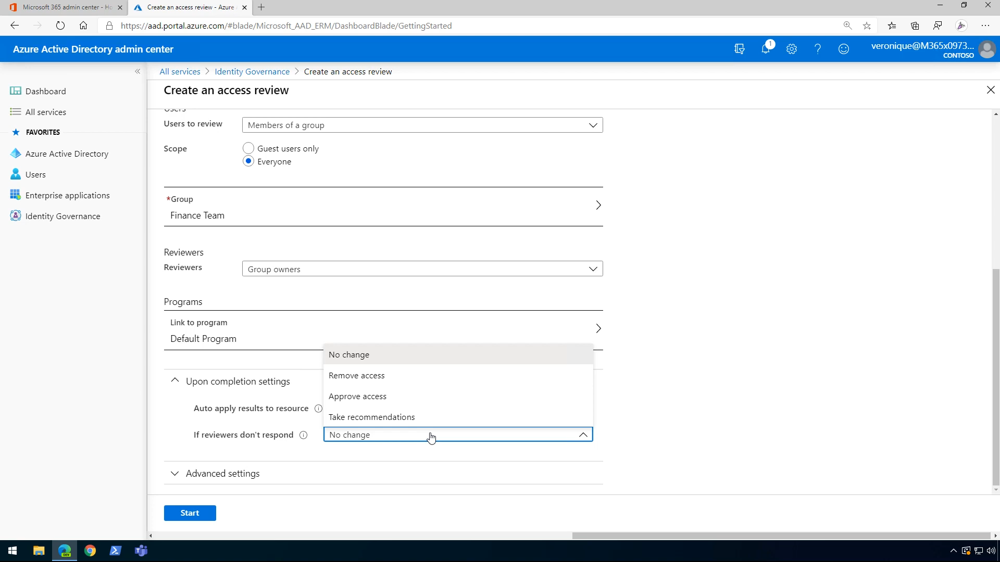 Microsoft 365 admin center - Ho
Create an access review - Azure
https://aad.portal.azure.com/#blade/Microsoft_AAD_ERM/DashboardBlade/GettingStarted
Azure Active Directory admin center
1
veronique@M365x0973...
CONTOSO
All services > Identity Governance > Create an access review
Create an access review
Dashboard
All services
FAVORITES
Azure Active Directory
Users
Enterprise applications
Identity Governance
Users
Users to review
Members of a group
Scope
Guest users only
Everyone
*Group
Finance Team
Reviewers
Reviewers
Group owners
Programs
Link to program
Default Program
No change
Remove access
Upon completion settings
Approve access
Auto apply results to resource
Take recommendations
If reviewers don't respond
No change
Advanced settings
Start
DEV